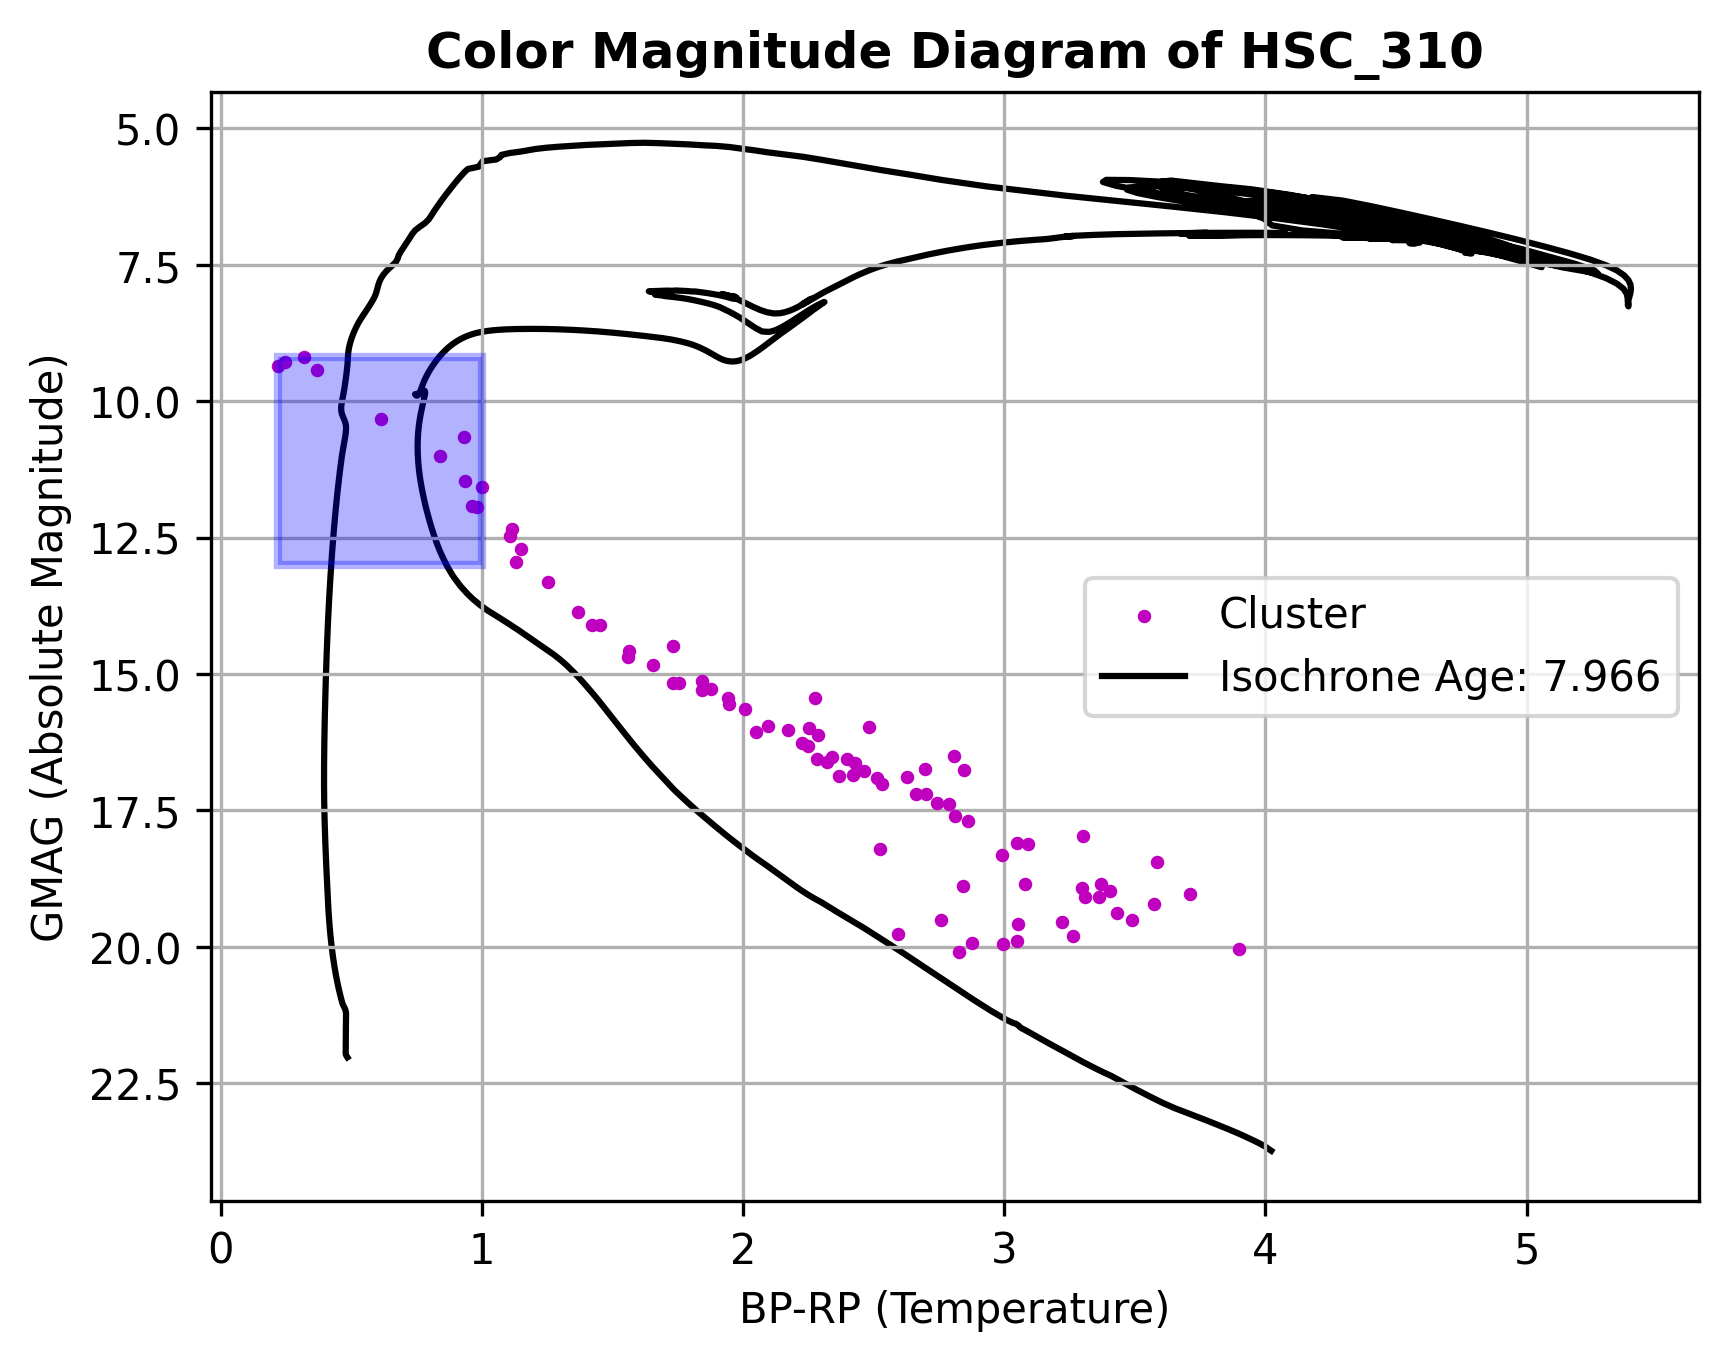 Color Magnitude Diagram of HSC_310
GMAG (Absolute Magnitude)
5.0
7.5
10.0
12.5
15.0
17.5
20.0
22.5
Cluster
Isochrone Age: 7.966
0 1 2 3 4 5
BP-RP (Temperature)